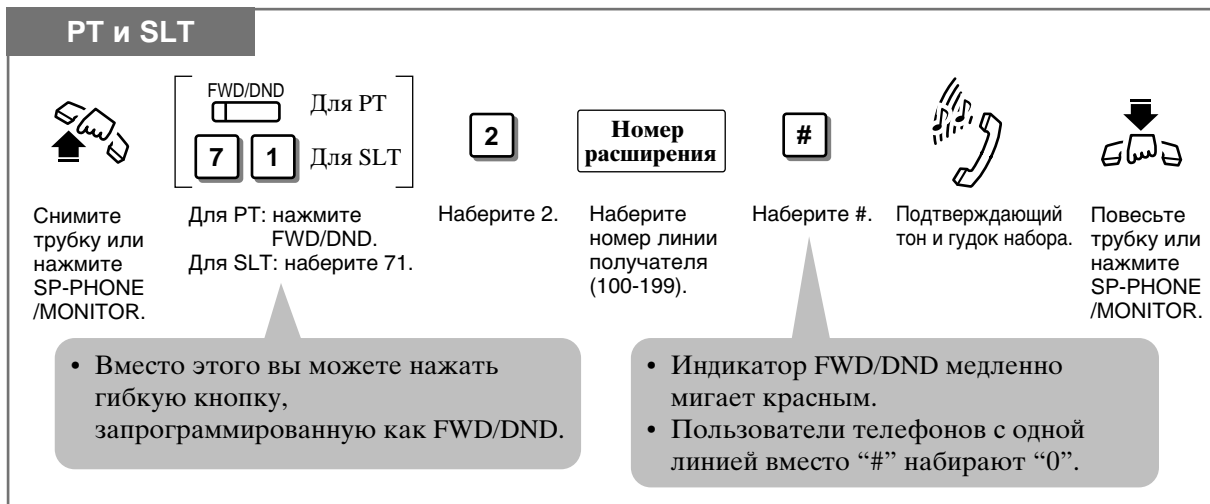 PT и SLT
FWD/DND
Для PT
7 1 Для SLT
2
Номер
расширения
#
Снимите
трубку или
нажмите
SP-PHONE
/MONITOR.
Для PT: нажмите
FWD/DND.
Для SLT: наберите 71.
Наберите 2.
Наберите
номер линии
получателя
(100-199).
Наберите #.
Подтверждающий
тон и гудок набора.
Повесьте
трубку или
нажмите
SP-PHONE
/MONITOR.
• Вместо этого вы можете нажать
гибкую кнопку,
запрограммированную как FWD/DND.
• Индикатор FWD/DND медленно
мигает красным.
• Пользователи телефонов с одной
линией вместо “#” набирают “0”.